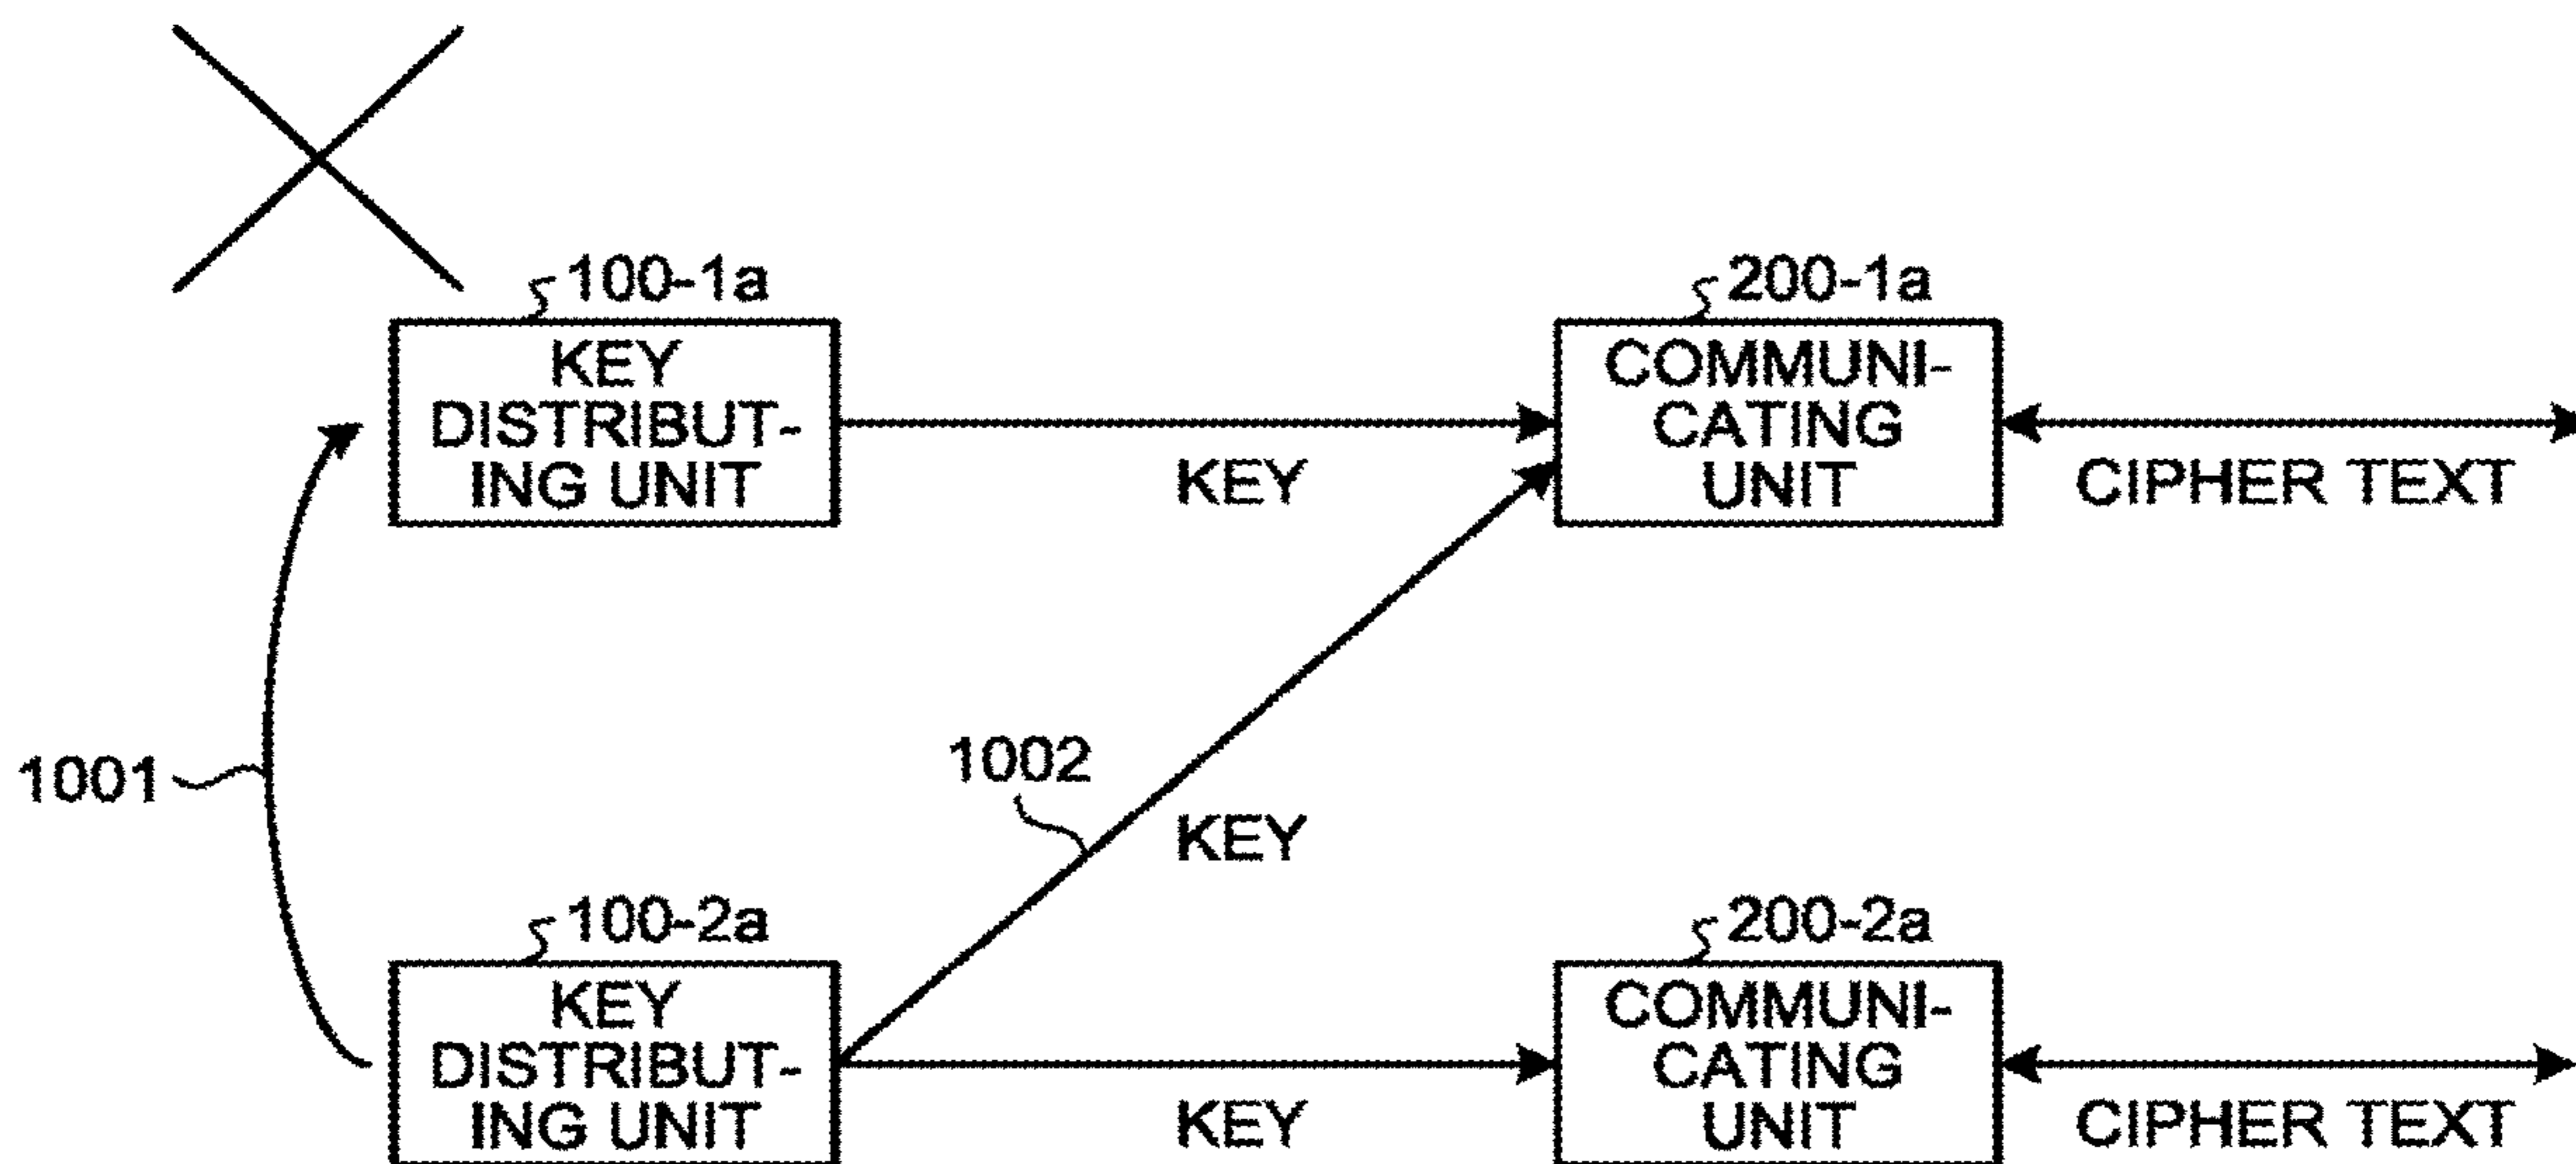 100-1a
KEY
DISTRIBUT-
ING UNIT
KEY
200-1a
COMMUNI-
CATING
UNIT
CIPHER TEXT
1001
1002
KEY
100-2a
KEY
DISTRIBUT-
ING UNIT
KEY
200-2a
COMMUNI-
CATING
UNIT
CIPHER TEXT